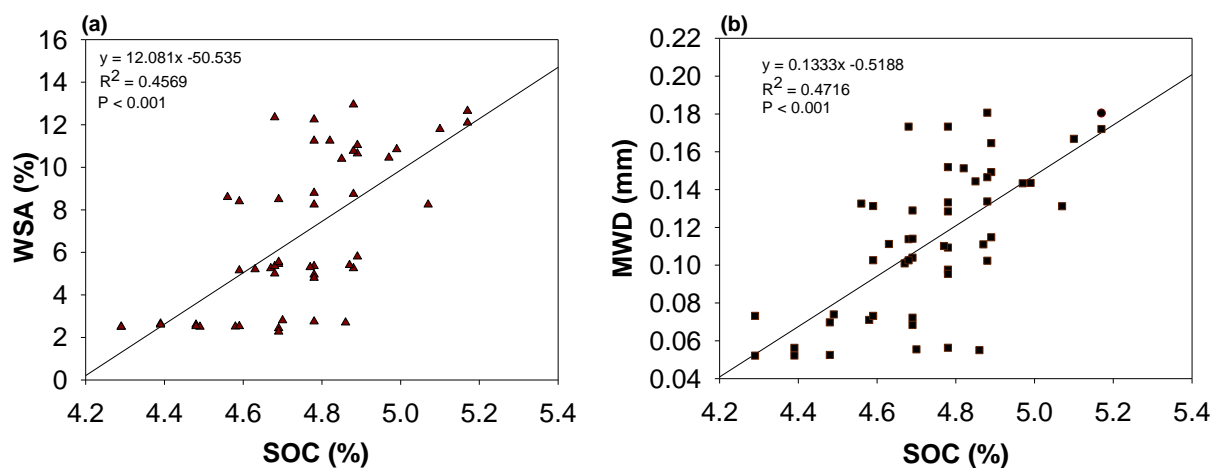 (a)
16
14
12
10
8
6
4
2
0
y = 12.081x -50.535
R² = 0.4569
P < 0.001
WSA (%)
4.2 4.4 4.6 4.8 5.0 5.2 5.4
SOC (%)
(b)
0.22
0.20
0.18
0.16
0.14
0.12
0.10
0.08
0.06
0.04
y = 0.1333x -0.5188
R² = 0.4716
P < 0.001
MWD (mm)
4.2 4.4 4.6 4.8 5.0 5.2 5.4
SOC (%)